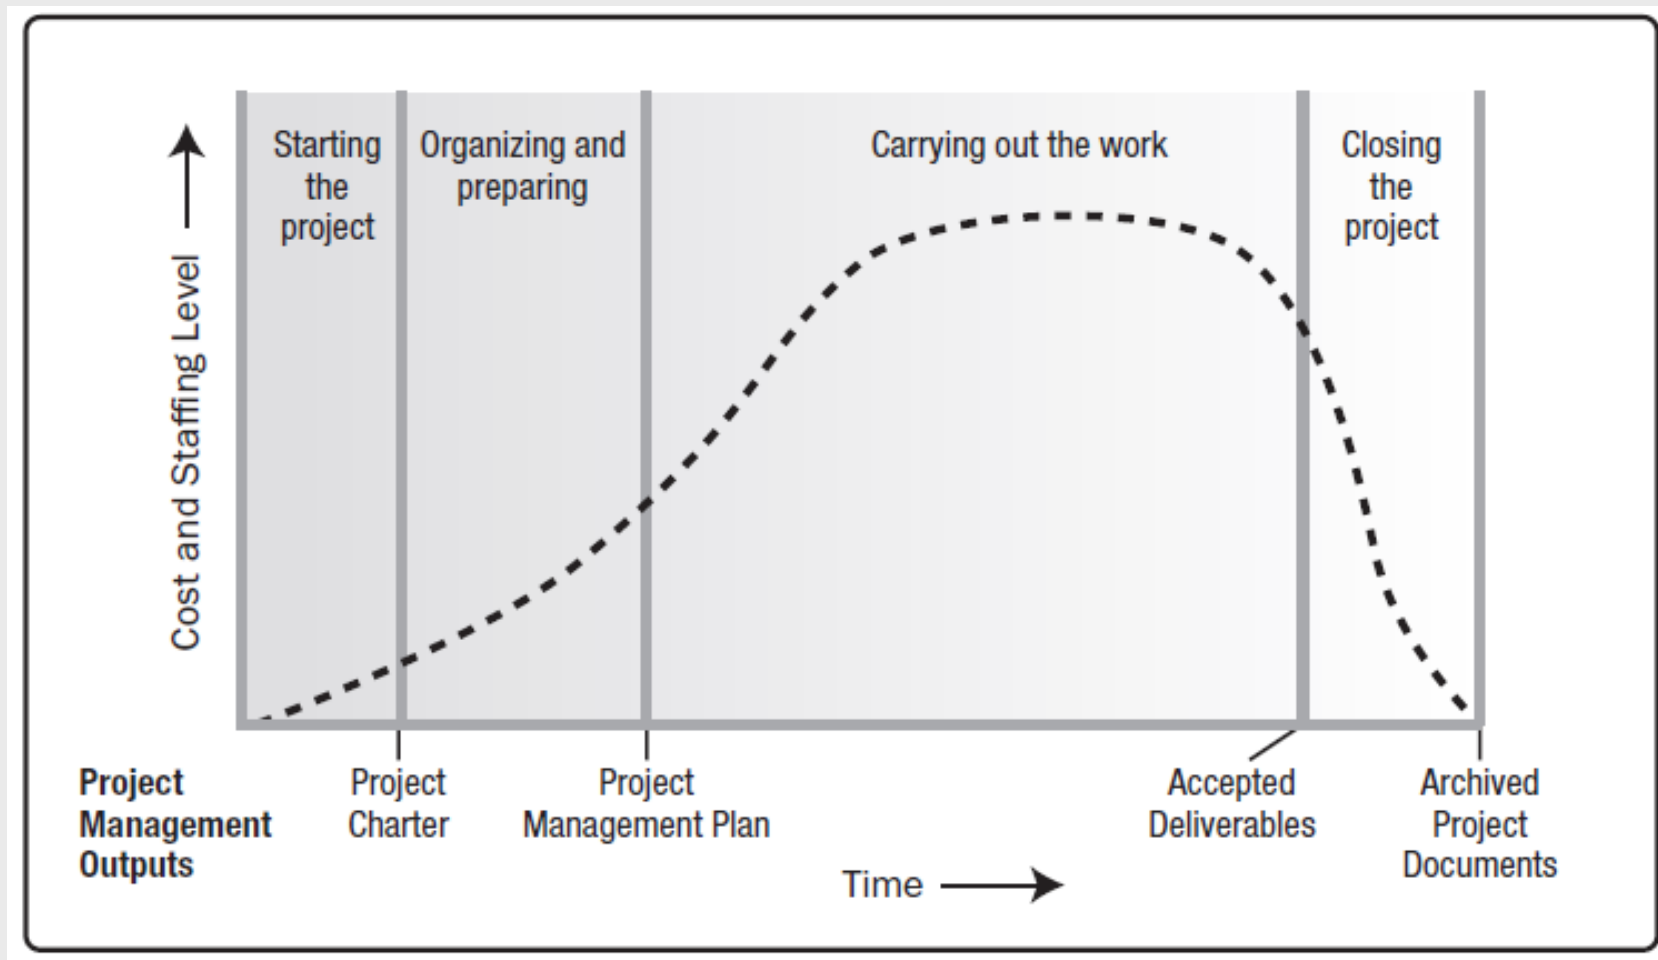 Starting
the
project
Organizing and
preparing
Carrying out the work
Closing
the
project
Cost and Staffing Level
Project
Management
Outputs
Project
Charter
Project
Management Plan
Accepted
Deliverables
Archived
Project
Documents
Time